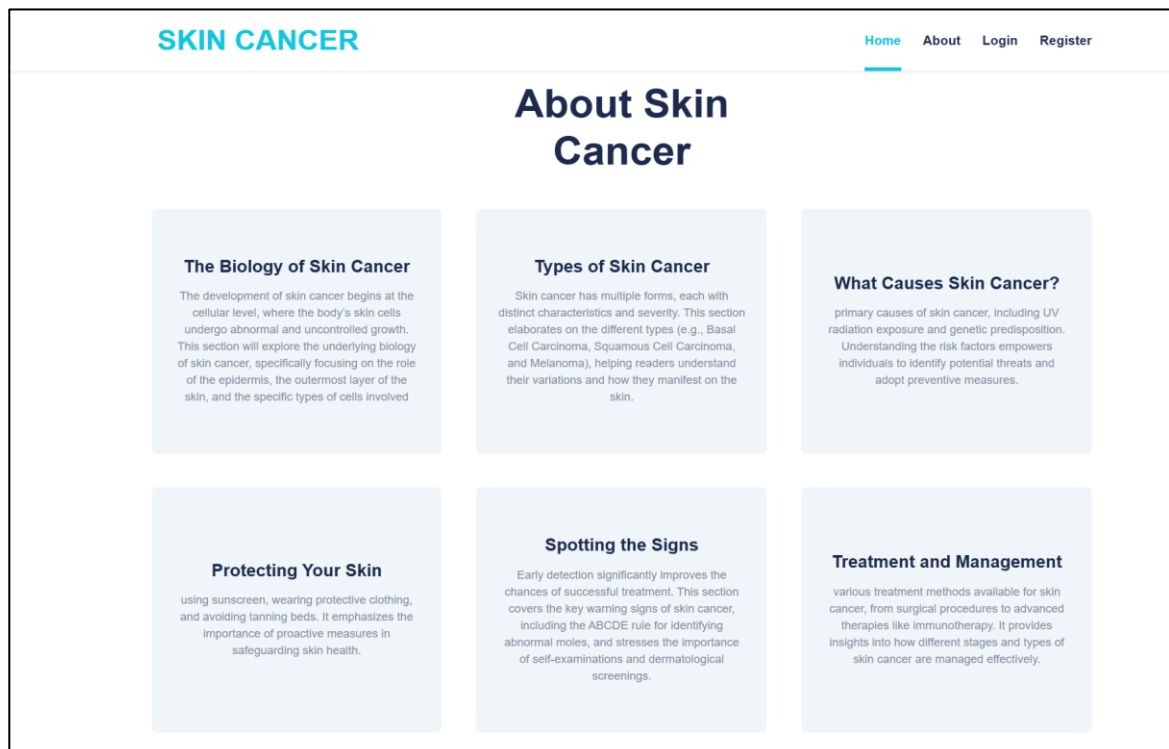 SKIN CANCER
Home About Login Register
About Skin
Cancer
The Biology of Skin Cancer
The development of skin cancer begins at the
cellular level, where the body's skin cells
undergo abnormal and uncontrolled growth.
This section will explore the underlying biology
of skin cancer, specifically focusing on the role
of the epidermis, the outermost layer of the
skin, and the specific types of cells involved
Types of Skin Cancer
Skin cancer has multiple forms, each with
distinct characteristics and severity. This section
elaborates on the different types (e.g., Basal
Cell Carcinoma, Squamous Cell Carcinoma,
and Melanoma), helping readers understand
their variations and how they manifest on the
skin.
What Causes Skin Cancer?
primary causes of skin cancer, including UV
radiation exposure and genetic predisposition.
Understanding the risk factors empowers
individuals to identify potential threats and
adopt preventive measures.
Protecting Your Skin
using sunscreen, wearing protective clothing,
and avoiding tanning beds. It emphasizes the
importance of proactive measures in
safeguarding skin health.
Spotting the Signs
Early detection significantly improves the
chances of successful treatment. This section
covers the key warning signs of skin cancer,
including the ABCDE rule for identifying
abnormal moles, and stresses the importance
of self-examinations and dermatological
screenings.
Treatment and Management
various treatment methods available for skin
cancer, from surgical procedures to advanced
therapies like immunotherapy. It provides
insights into how different stages and types of
skin cancer are managed effectively.